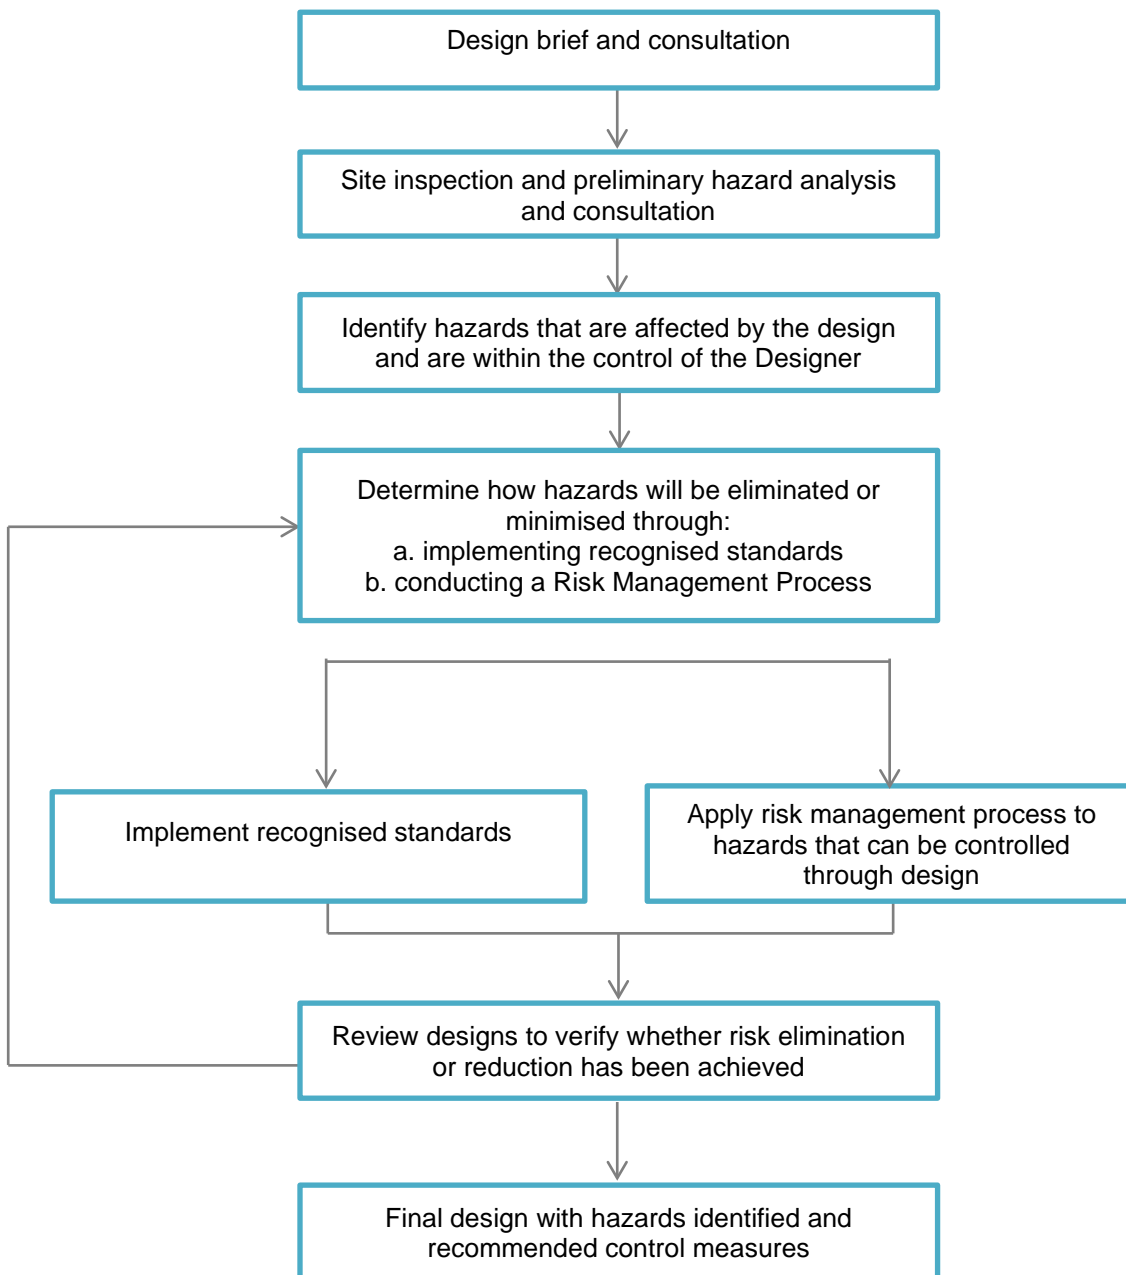 Design brief and consultation
Site inspection and preliminary hazard analysis
and consultation
Identify hazards that are affected by the design
and are within the control of the Designer
Determine how hazards will be eliminated or
minimised through:
a. implementing recognised standards
b. conducting a Risk Management Process
Implement recognised standards
Apply risk management process to
hazards that can be controlled
through design
Review designs to verify whether risk elimination
or reduction has been achieved
Final design with hazards identified and
recommended control measures